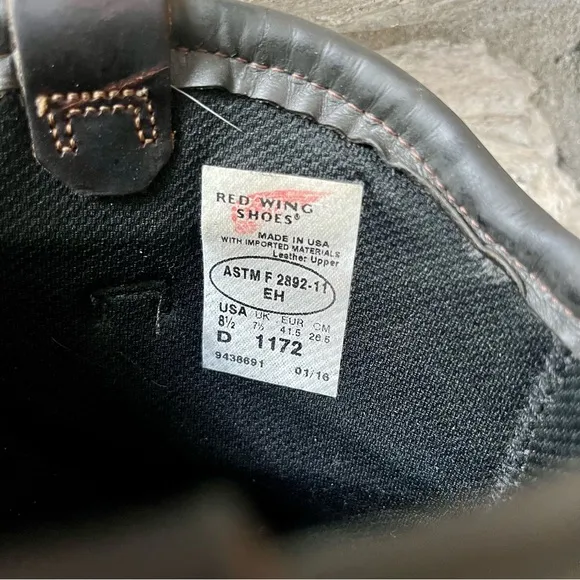 RED WING
SHOES®
MADE IN USA
WITH IMPORTED MATERIALS
Leather Upper
ASTM F 2892-11
EH
USA UK EUR CM
8½ 7½ 41.5 26.5
D 1172
9438691 01/16